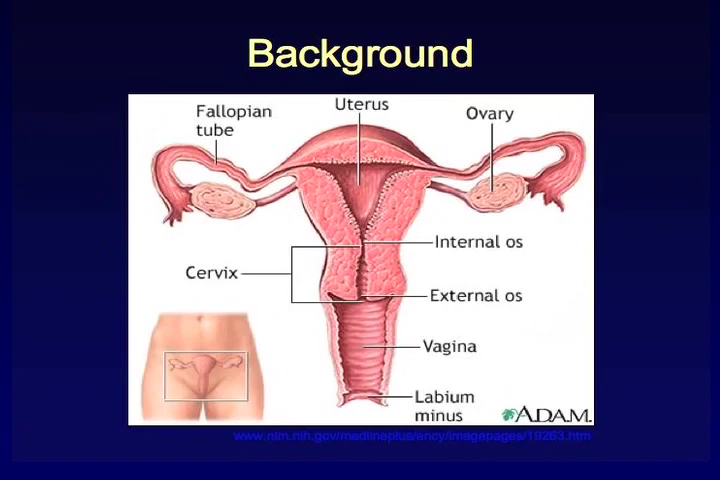 Background
Fallopian
tube
Uterus
Ovary
Internal os
Cervix
External os
Vagina
Labium
minus
A.D.A.M.
www.nlm.nih.gov/medlineplus/ency/imagepages/19263.htm